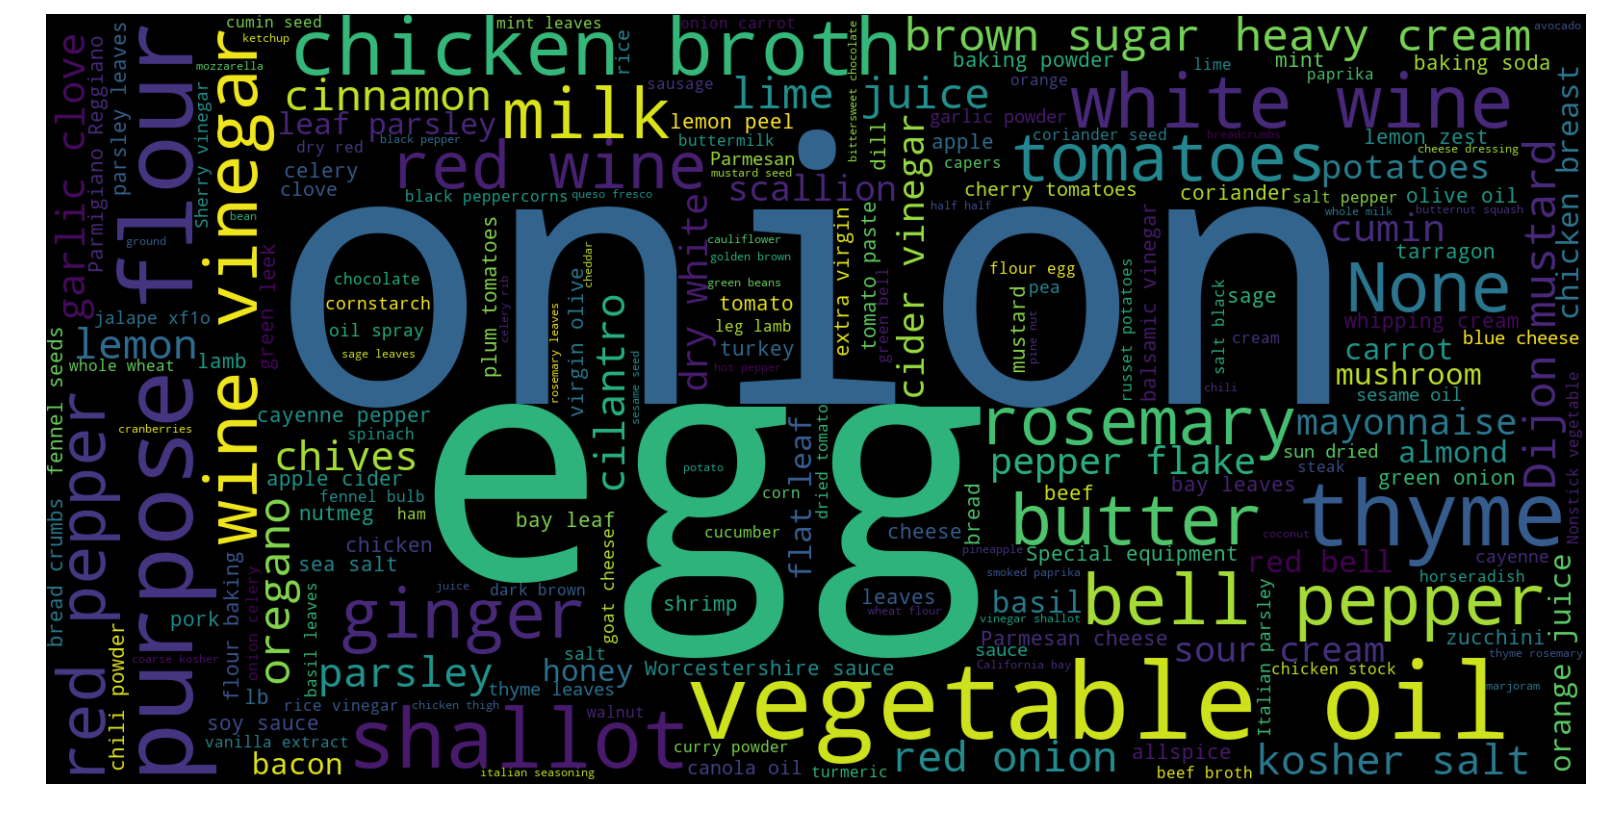 cumin seed
mint leaves
onion carrot
avocado
ketchup
chicken broth
brown sugar
heavy cream
mozzarella
rice
bittersweet chocolate
baking powder
mint
baking soda
garlic clove
Parmigiano Reggiano
parsley leaves
flour
purpose
Sherry vinegar
wine vinegar
cinnamon
milk
sausage
lime juice
orange
lime
paprika
white wine
leaf parsley
lemon peel
garlic powder
dry red
black pepper
buttermilk
dill
apple
coriander seed
breadcrumbs
lemon zest
cheese dressing
chicken breast
celery
red wine
Parmesan
mustard seed
capers
tomatoes
potatoes
clove
scallion
black peppercorns
queso fresco
cherry tomatoes
coriander
salt pepper
olive oil
bean
half half
whole milk
butternut squash
onion
cumin
Dijon mustard
ground
green leek
chocolate
cornstarch
oil spray
sage leaves
plum tomatoes
celery rib
rosemary leaves
virgin olive
cheddar
cilantro
sesame seed
dry white
cauliflower
golden brown
green beans
tomato
leg lamb
turkey
hot pepper
extra virgin
tomato paste
green bell
cider vinegar
flour egg
mustard
pine nut
pea
russet potatoes
balsamic vinegar
salt black
chili
sage
cream
tarragon
None
whipping cream
blue cheese
jalape xf1o
lemon
whole wheat
lamb
carrot
mushroom
sesame oil
fennel seeds
bread crumbs
red pepper
cayenne pepper
cranberries
spinach
chives
apple cider
fennel bulb
nutmeg
ham
egg
potato
corn
cucumber
dried tomato
flat leaf
rosemary
pepper flake
mayonnaise
sun dried
almond
steak
green onion
Nonstick vegetable
bay leaf
cheese
bread
beef
bay leaves
butter
thyme
coconut
oregano
chicken
sea salt
goat cheese
pineapple
Special equipment
red bell
cayenne
flour baking
onion celery
basil leaves
juice
dark brown
smoked paprika
horseradish
pork
ginger
shrimp
leaves
wheat flour
basil
vinegar shallot
bell pepper
Italian parsley
orange juice
zucchini
coarse kosher
salt
Parmesan cheese
sauce
sour cream
thyme rosemary
chili powder
parsley
honey
Worcestershire sauce
California bay
chicken stock
lb
thyme leaves
marjoram
rice vinegar
chicken thigh
walnut
vegetable oil
soy sauce
shallot
vanilla extract
curry powder
red onion
allspice
kosher salt
bacon
italian seasoning
canola oil
turmeric
beef broth